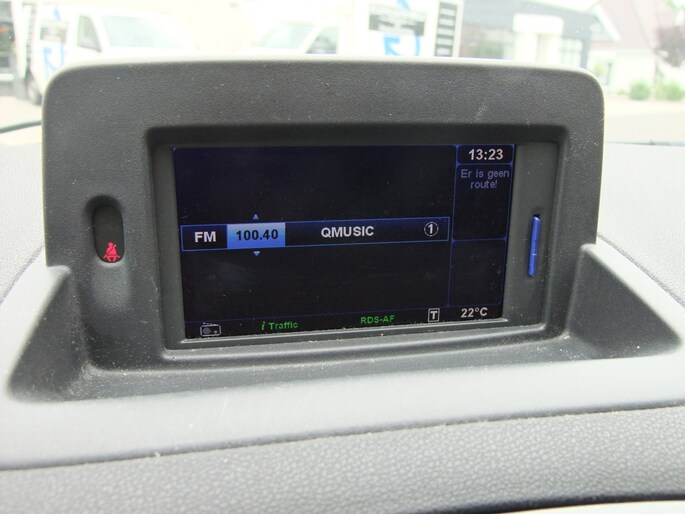 13:23
Er is geen
route!
FM 100.40 QMUSIC 1
i Traffic RDS-AF T 22°C